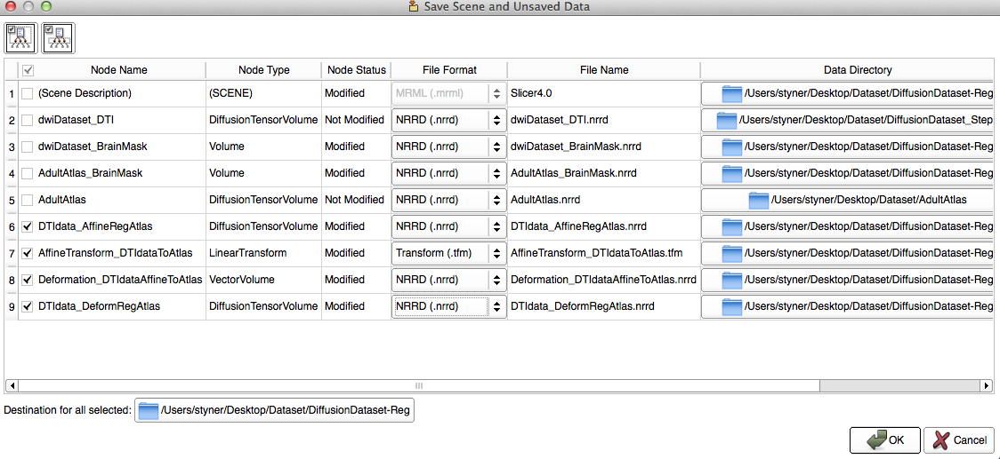 Save Scene and Unsaved Data
Node Name Node Type Node Status File Format File Name Data Directory
1 (Scene Description) (SCENE) Modified MRML (.mrml) Slicer4.0 /Users/styner/Desktop/Dataset/DiffusionDataset-Reg
2 dwiDataset_DTI DiffusionTensorVolume Not Modified NRRD (.nrrd) dwiDataset_DTI.nrrd /Users/styner/Desktop/Dataset/DiffusionDataset_Step
3 dwiDataset_BrainMask Volume Modified NRRD (.nrrd) dwiDataset_BrainMask.nrrd /Users/styner/Desktop/Dataset/DiffusionDataset-Reg
4 AdultAtlas_BrainMask Volume Modified NRRD (.nrrd) AdultAtlas_BrainMask.nrrd /Users/styner/Desktop/Dataset/DiffusionDataset-Reg
5 AdultAtlas DiffusionTensorVolume Not Modified NRRD (.nrrd) AdultAtlas.nrrd /Users/styner/Desktop/Dataset/AdultAtlas
6 DTIdata_AffineRegAtlas DiffusionTensorVolume Modified NRRD (.nrrd) DTIdata_AffineRegAtlas.nrrd /Users/styner/Desktop/Dataset/DiffusionDataset-Reg
7 AffineTransform_DTIdataToAtlas LinearTransform Modified Transform (.tfm) AffineTransform_DTIdataToAtlas.tfm /Users/styner/Desktop/Dataset/DiffusionDataset-Reg
8 Deformation_DTIdataAffineToAtlas VectorVolume Modified NRRD (.nrrd) Deformation_DTIdataAffineToAtlas.nrrd /Users/styner/Desktop/Dataset/DiffusionDataset-Reg
9 DTIdata_DeformRegAtlas DiffusionTensorVolume Modified NRRD (.nrrd) DTIdata_DeformRegAtlas.nrrd /Users/styner/Desktop/Dataset/DiffusionDataset-Reg
Destination for all selected: /Users/styner/Desktop/Dataset/DiffusionDataset-Reg
OK Cancel